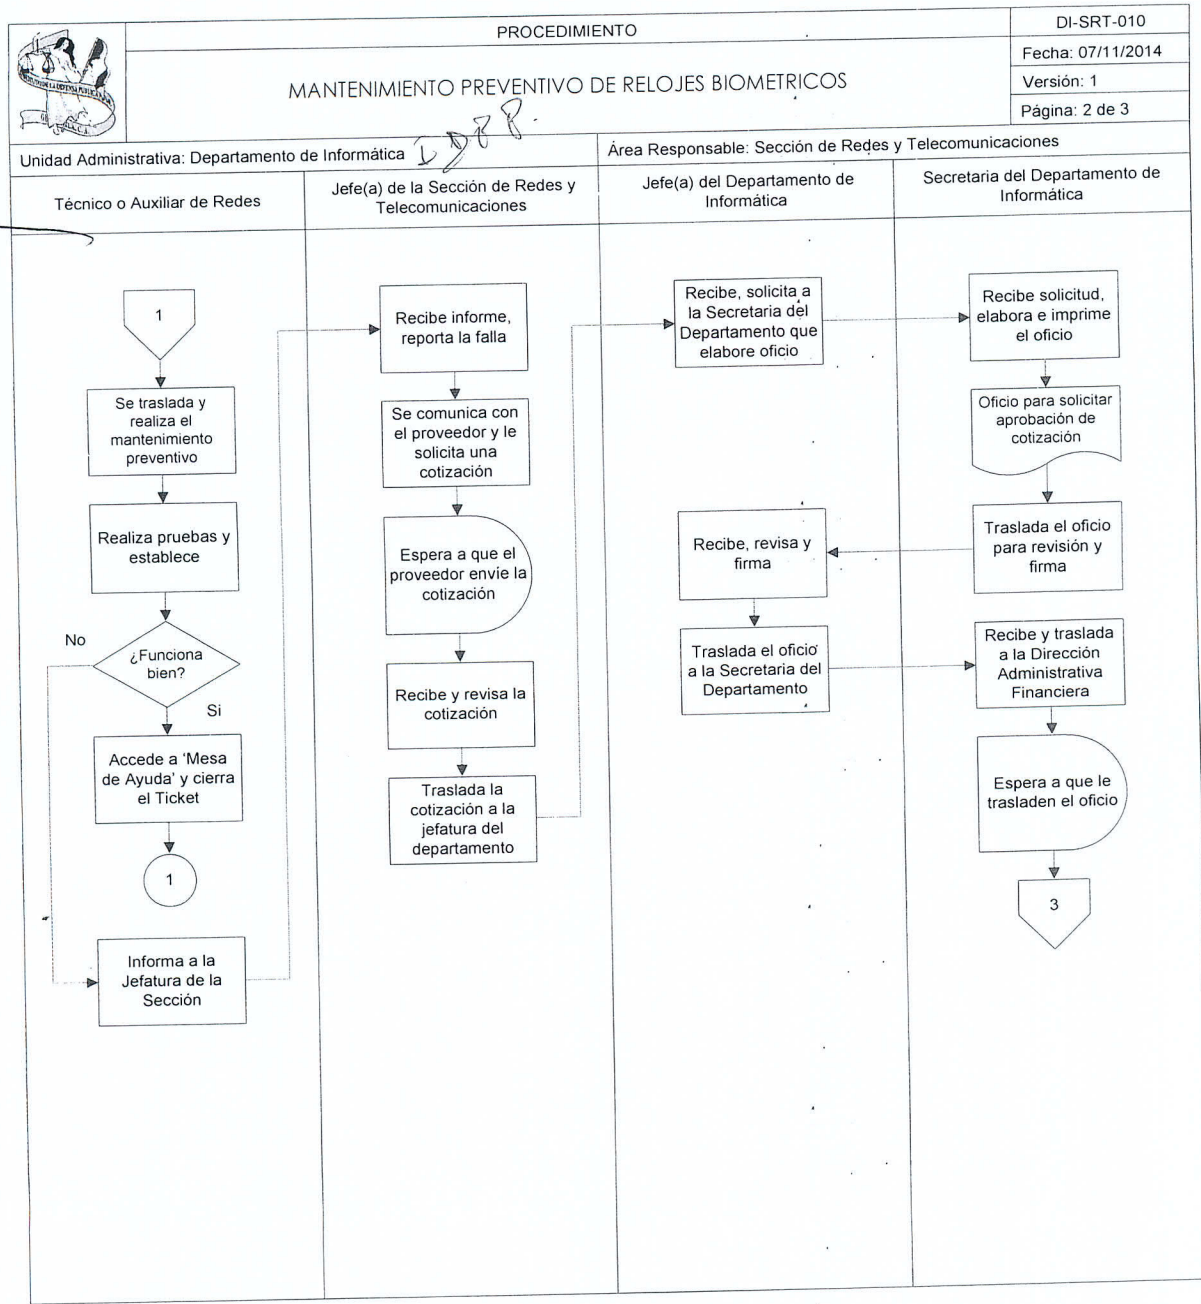 PROCEDIMIENTO
DI-SRT-010
MANTENIMIENTO PREVENTIVO DE RELOJES BIOMETRICOS
Fecha: 07/11/2014
Versión: 1
Página: 2 de 3
Unidad Administrativa: Departamento de Informática
Área Responsable: Sección de Redes y Telecomunicaciones
Técnico o Auxiliar de Redes
Jefe(a) de la Sección de Redes y
Telecomunicaciones
Jefe(a) del Departamento de
Informática
Secretaria del Departamento de
Informática
1
Se traslada y
realiza el
mantenimiento
preventivo
Realiza pruebas y
establece
¿Funciona
bien?
No
Si
Accede a ‘Mesa
de Ayuda’ y cierra
el Ticket
1
Informa a la
Jefatura de la
Sección
Recibe informe,
reporta la falla
Se comunica con
el proveedor y le
solicita una
cotización
Espera a que el
proveedor envie la
cotización
Recibe y revisa la
cotización
Traslada la
cotización a la
jefatura del
departamento
Recibe, solicita a
la Secretaria del
Departamento que
elabore oficio
Recibe, revisa y
firma
Traslada el oficio
a la Secretaria del
Departamento
Recibe solicitud,
elabora e imprime
el oficio
Oficio para solicitar
aprobación de
cotización
Traslada el oficio
para revisión y
firma
Recibe y traslada
a la Dirección
Administrativa
Financiera
Espera a que le
trasladen el oficio
3